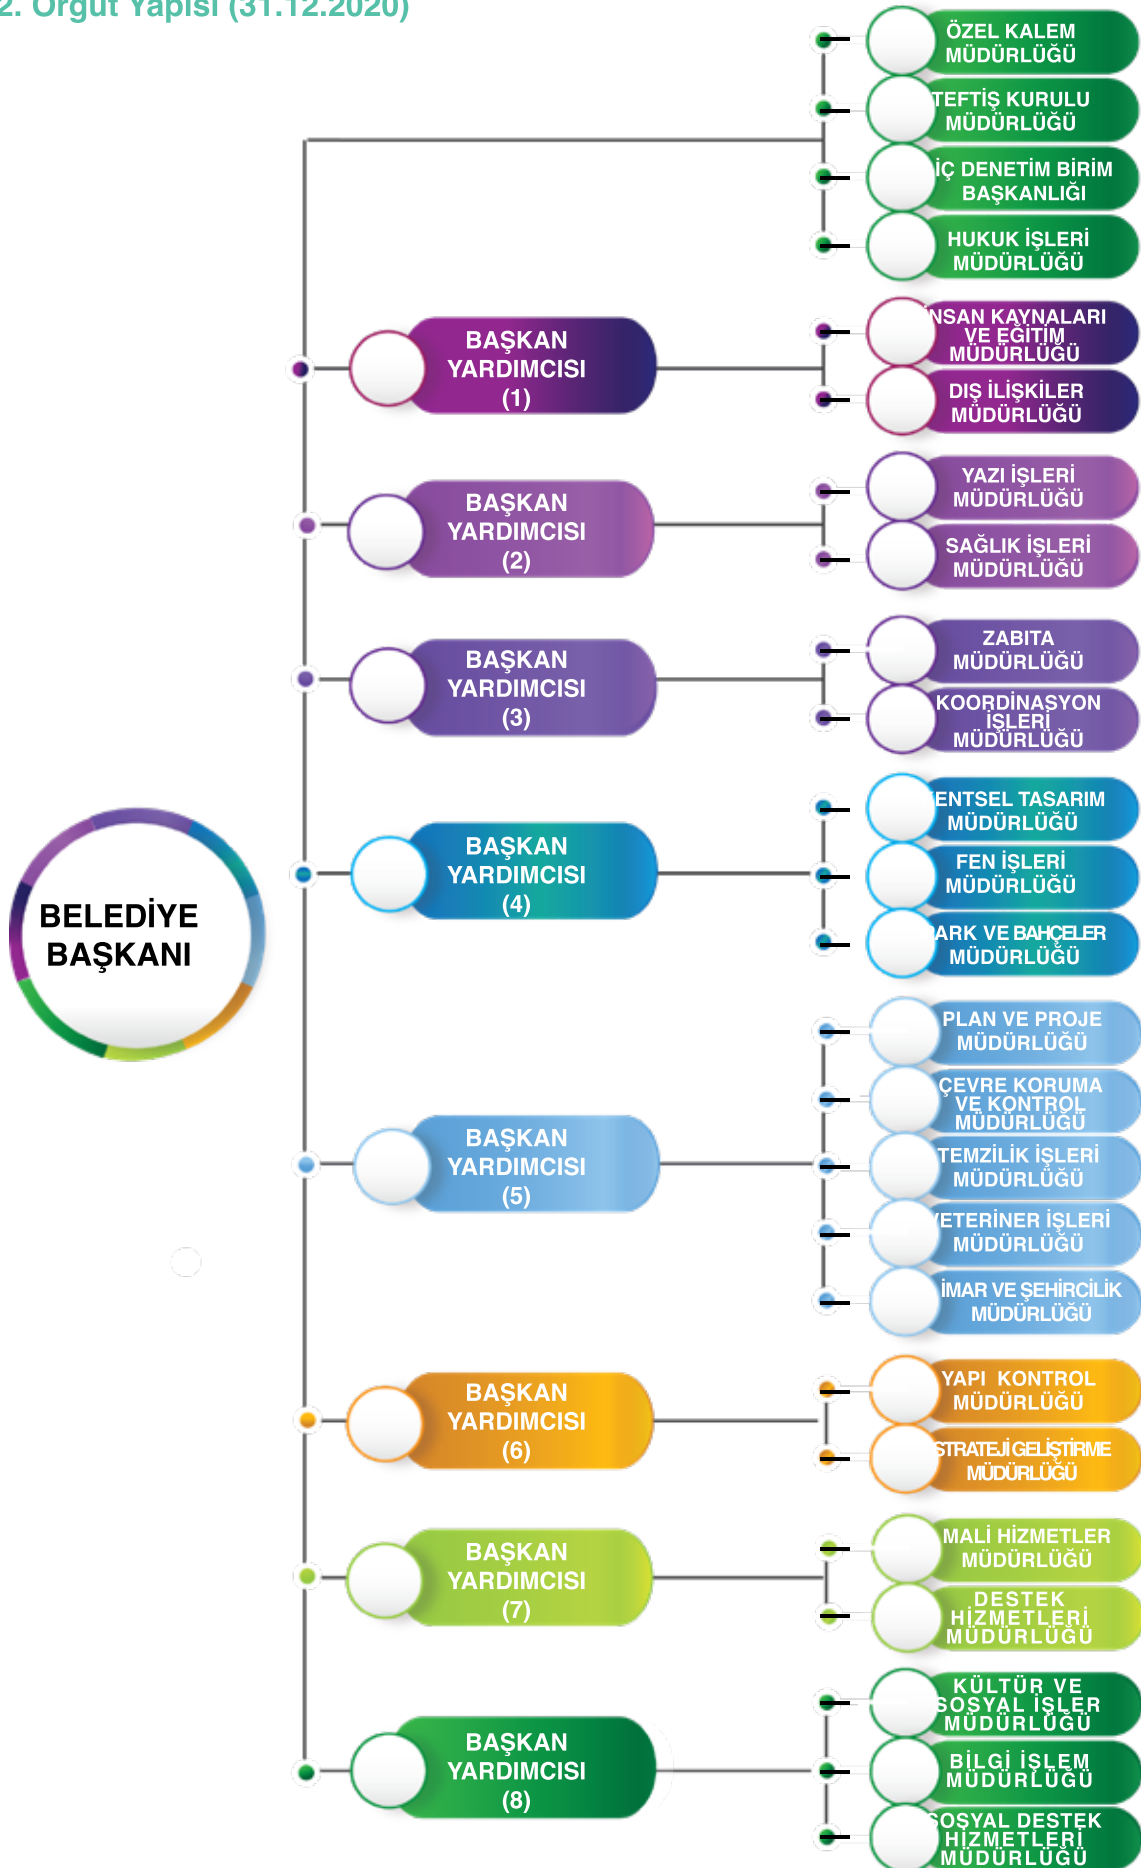 2. Örgüt Yapısı (31.12.2020)
ÖZEL KALEM
MÜDÜRLÜĞÜ
TEFTİŞ KURULU
MÜDÜRLÜĞÜ
İÇ DENETİM BİRİM
BAŞKANLIĞI
HUKUK İŞLERİ
MÜDÜRLÜĞÜ
BAŞKAN
YARDIMCISI
(1)
İNSAN KAYNALARI
VE EĞİTİM
MÜDÜRLÜĞÜ
DIŞ İLİŞKİLER
MÜDÜRLÜĞÜ
BAŞKAN
YARDIMCISI
(2)
YAZI İŞLERİ
MÜDÜRLÜĞÜ
SAĞLIK İŞLERİ
MÜDÜRLÜĞÜ
BAŞKAN
YARDIMCISI
(3)
ZABITA
MÜDÜRLÜĞÜ
KOORDİNASYON
İŞLERİ
MÜDÜRLÜĞÜ
BELEDİYE
BAŞKANI
BAŞKAN
YARDIMCISI
(4)
ENTSEL TASARIM
MÜDÜRLÜĞÜ
FEN İŞLERİ
MÜDÜRLÜĞÜ
PARK VE BAHÇELER
MÜDÜRLÜĞÜ
BAŞKAN
YARDIMCISI
(5)
PLAN VE PROJE
MÜDÜRLÜĞÜ
ÇEVRE KORUMA
VE KONTROL
MÜDÜRLÜĞÜ
TEMZİLİK İŞLERİ
MÜDÜRLÜĞÜ
VETERİNER İŞLERİ
MÜDÜRLÜĞÜ
İMAR VE ŞEHİRCİLİK
MÜDÜRLÜĞÜ
BAŞKAN
YARDIMCISI
(6)
YAPI KONTROL
MÜDÜRLÜĞÜ
STRATEJİ GELİŞTİRME
MÜDÜRLÜĞÜ
BAŞKAN
YARDIMCISI
(7)
MALİ HİZMETLER
MÜDÜRLÜĞÜ
DESTEK
HİZMETLERİ
MÜDÜRLÜĞÜ
BAŞKAN
YARDIMCISI
(8)
KÜLTÜR VE
SOSYAL İŞLER
MÜDÜRLÜĞÜ
BİLGİ İŞLEM
MÜDÜRLÜĞÜ
SOSYAL DESTEK
HİZMETLERİ
MÜDÜRLÜĞÜ